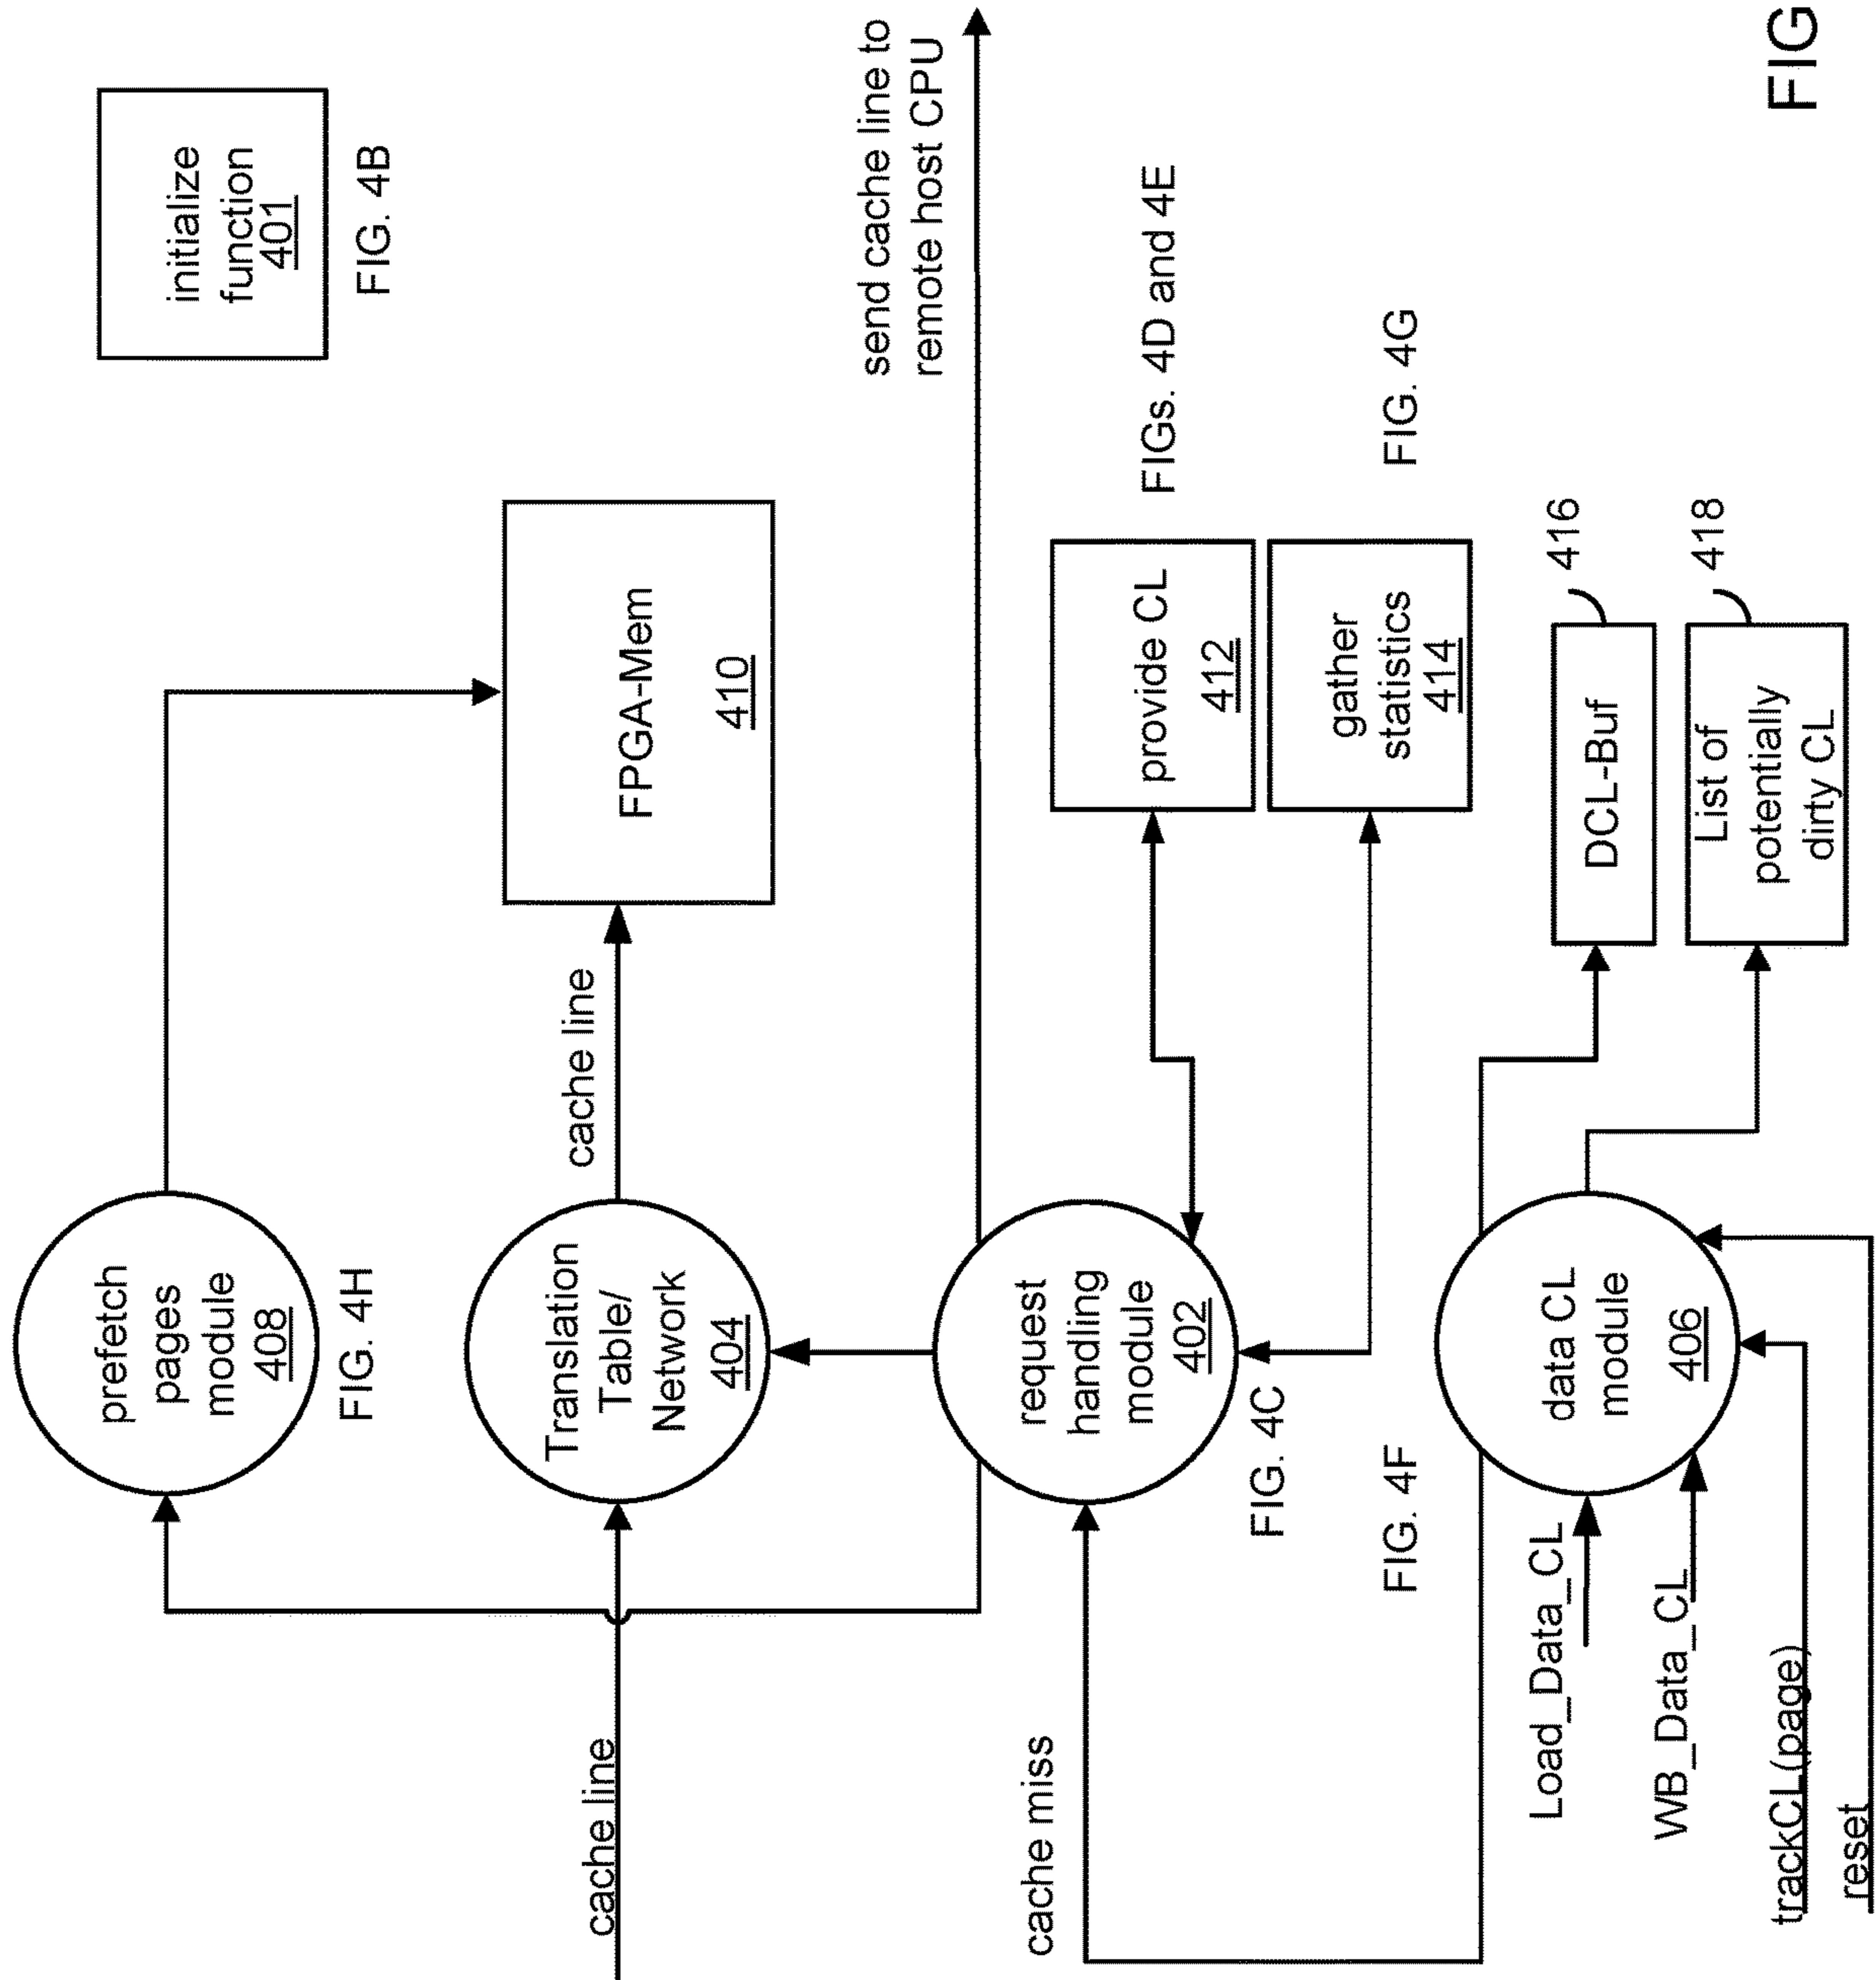 initialize
function
401
FIG. 4B
prefetch
pages
module
408
FIG. 4H
cache line
Translation
Table/
Network
404
cache line
FPGA-Mem
410
send cache line to
remote host CPU
cache miss
request
handling
module
402
FIG. 4C
provide CL
412
FIGs. 4D and 4E
gather
statistics
414
FIG. 4G
FIG. 4F
Load_Data_CL
WB_Data_CL
trackCL(page)
reset
data CL
module
406
DCL-Buf
416
List of
potentially
dirty CL
418
FIG